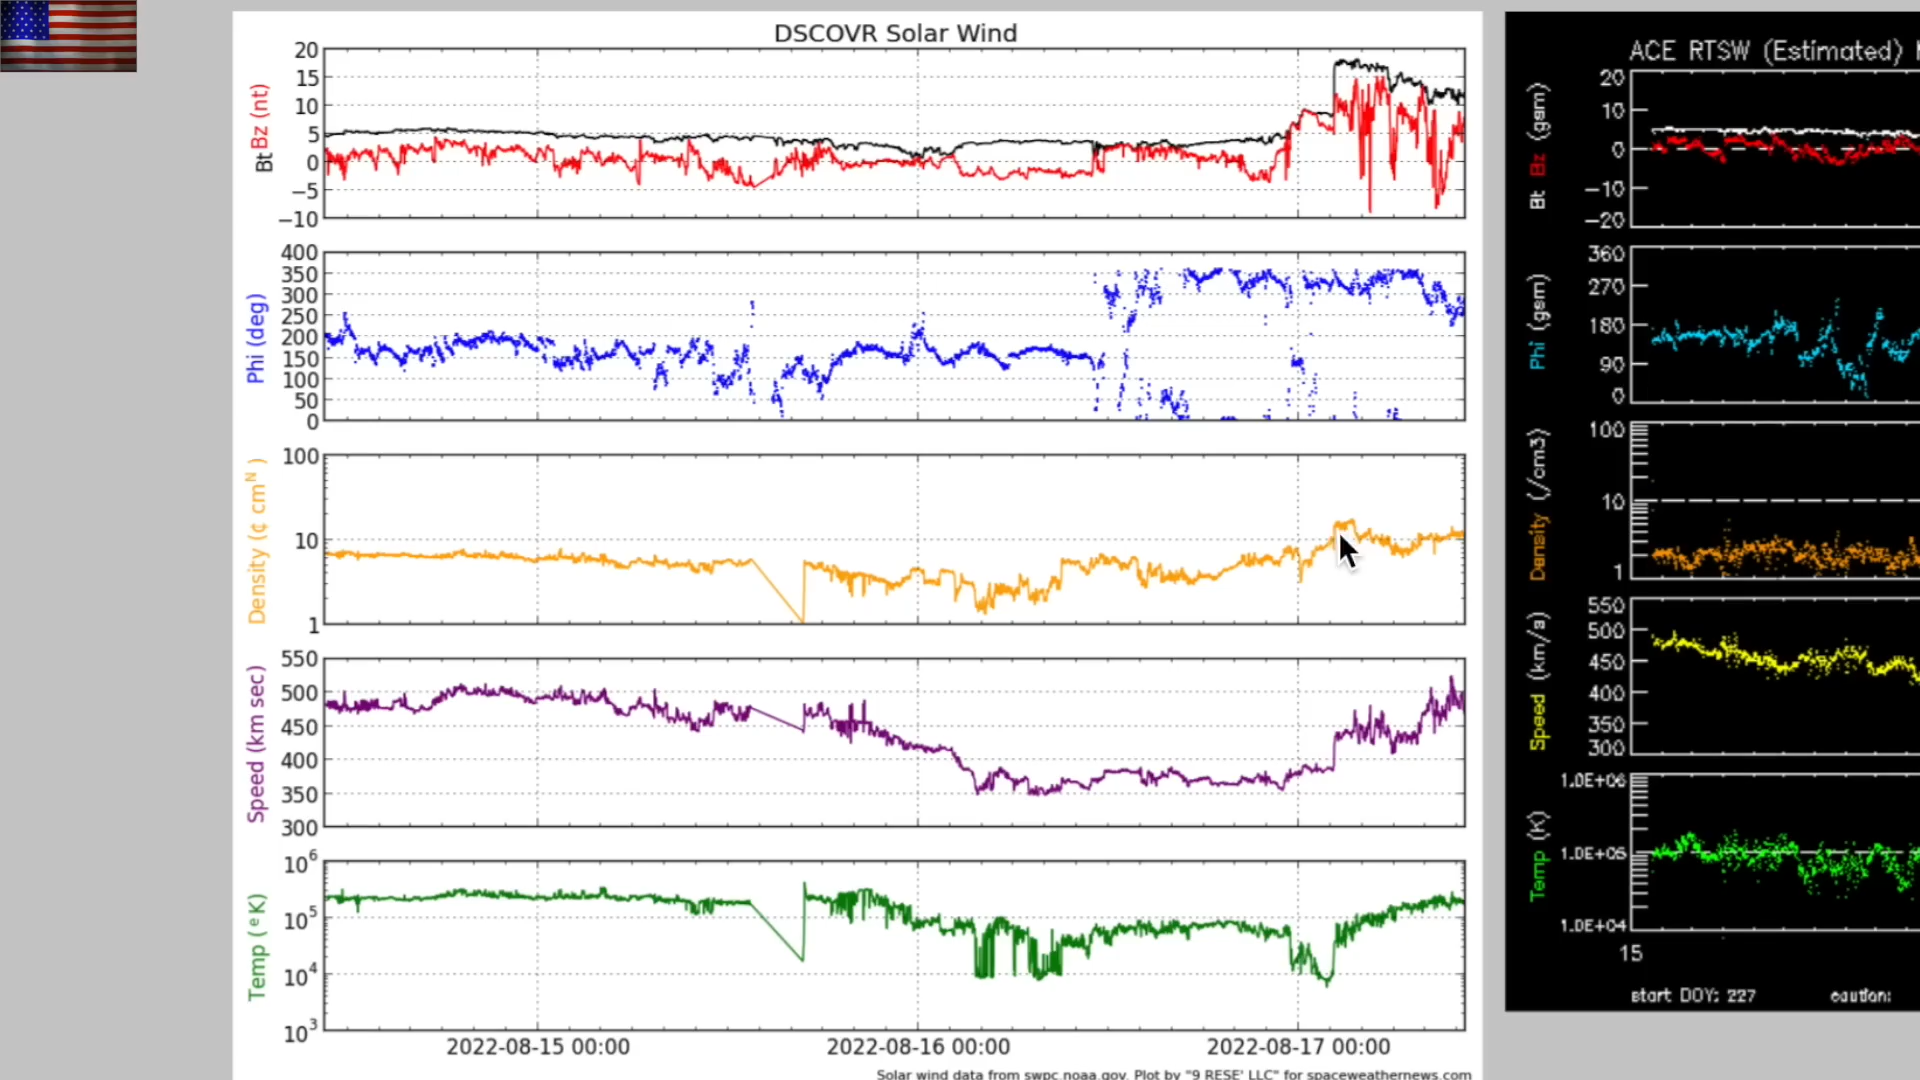 DSCOVR Solar Wind
20
15
10
5
0
−5
−10
Bt Bz (nt)
400
350
300
250
200
150
100
50
0
Phi (deg)
100
10
1
Density (¢ cm^N )
550
500
450
400
350
300
Speed (km sec)
10^6
10^5
10^4
10^3
Temp ( e K)
2022-08-15 00:00 2022-08-16 00:00 2022-08-17 00:00
Solar wind data from swpc.noaa.gov. Plot by "9 RESE' LLC" for spaceweathernews.com
ACE RTSW (Estimated)
20
10
0
−10
−20
Bt Bz (gsm)
360
270
180
90
0
Phi (gsm)
100
10
1
Density (/cm3)
550
500
450
400
350
300
Speed (km/s)
1.0E+06
1.0E+05
1.0E+04
Temp (K)
15
start DOY: 227 caution: